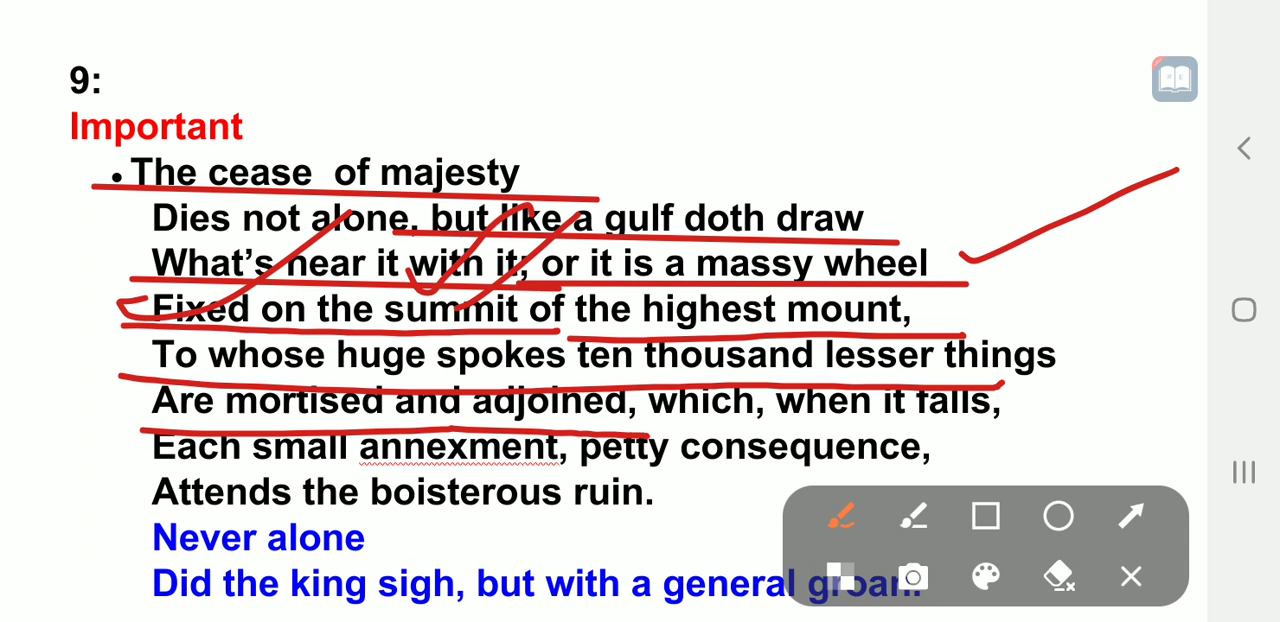 9:
Important
• The cease of majesty
Dies not alone, but like a gulf doth draw
What's near it with it; or it is a massy wheel
Fixed on the summit of the highest mount,
To whose huge spokes ten thousand lesser things
Are mortised and adjoined, which, when it falls,
Each small annexment, petty consequence,
Attends the boisterous ruin.
Never alone
Did the king sigh, but with a general groan.